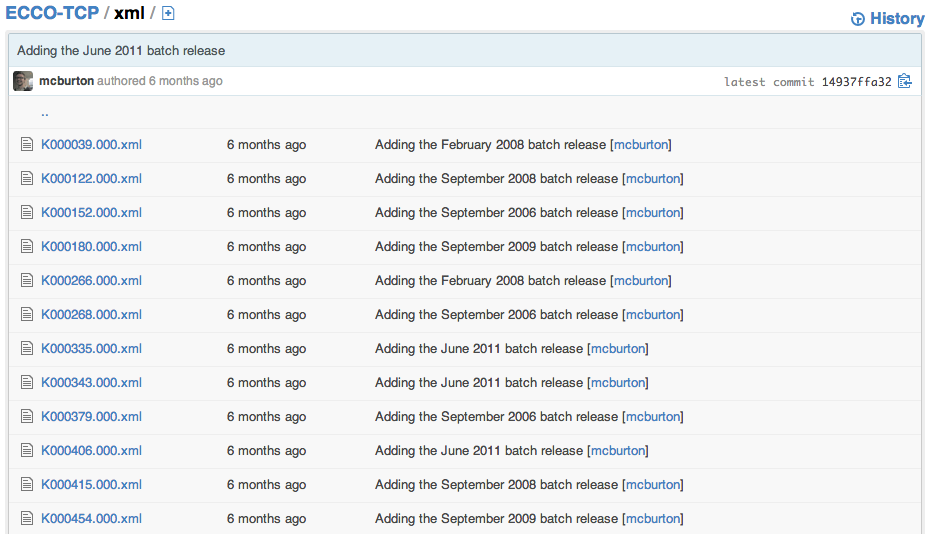 ECCO-TCP / xml /
History
Adding the June 2011 batch release
mcburton authored 6 months ago latest commit 14937ffa32
..
K000039.000.xml 6 months ago Adding the February 2008 batch release [mcburton]
K000122.000.xml 6 months ago Adding the September 2008 batch release [mcburton]
K000152.000.xml 6 months ago Adding the September 2006 batch release [mcburton]
K000180.000.xml 6 months ago Adding the September 2009 batch release [mcburton]
K000266.000.xml 6 months ago Adding the February 2008 batch release [mcburton]
K000268.000.xml 6 months ago Adding the September 2006 batch release [mcburton]
K000335.000.xml 6 months ago Adding the June 2011 batch release [mcburton]
K000343.000.xml 6 months ago Adding the June 2011 batch release [mcburton]
K000379.000.xml 6 months ago Adding the September 2006 batch release [mcburton]
K000406.000.xml 6 months ago Adding the June 2011 batch release [mcburton]
K000415.000.xml 6 months ago Adding the September 2008 batch release [mcburton]
K000454.000.xml 6 months ago Adding the September 2009 batch release [mcburton]